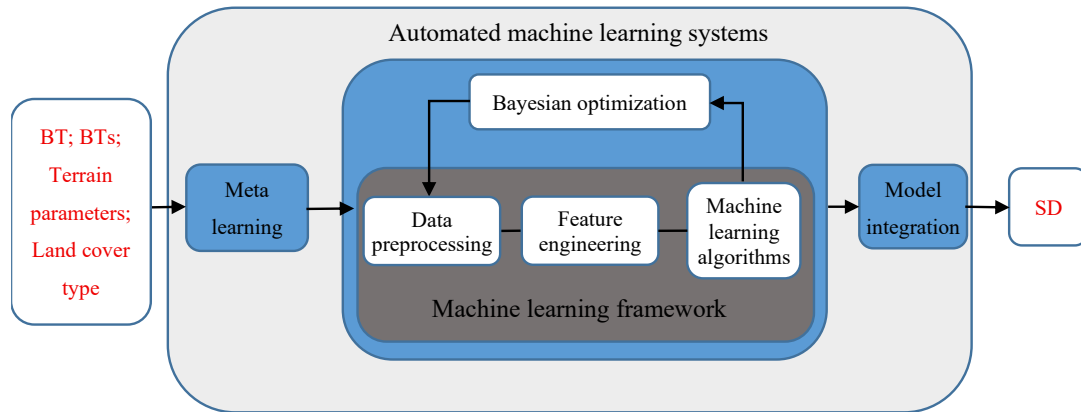 Automated machine learning systems
BT; BTs;
Terrain
parameters;
Land cover
type
Meta
learning
Bayesian optimization
Data
preprocessing
Feature
engineering
Machine
learning
algorithms
Machine learning framework
Model
integration
SD